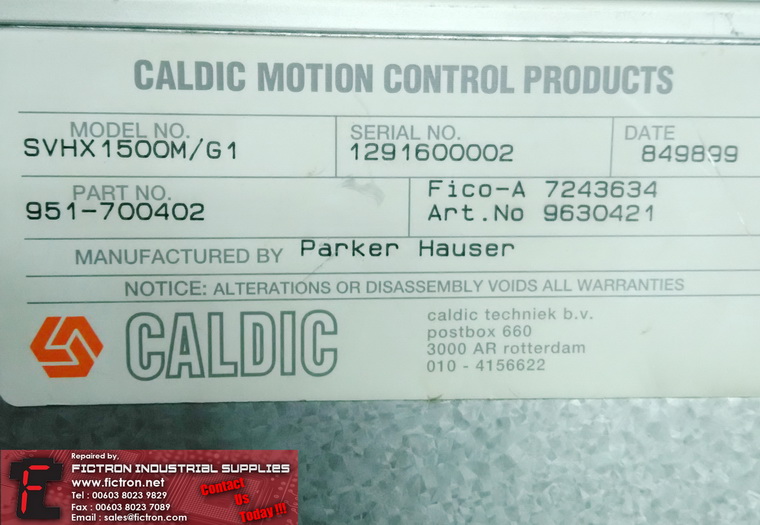 CALDIC MOTION CONTROL PRODUCTS
MODEL NO.
SVHX1500M/G1
SERIAL NO.
1291600002
DATE
849899
PART NO.
951-700402
Fico-A 7243634
Art.No 9630421
MANUFACTURED BY Parker Hauser
NOTICE: ALTERATIONS OR DISASSEMBLY VOIDS ALL WARRANTIES
CALDIC
caldic techniek b.v.
postbox 660
3000 AR rotterdam
010 - 4156622
Repaired by,
FICTRON INDUSTRIAL SUPPLIES
www.fictron.net
Tel : 00603 8023 9829
Fax : 00603 8023 7089
Email : sales@fictron.com
Contact
Us
Today !!!